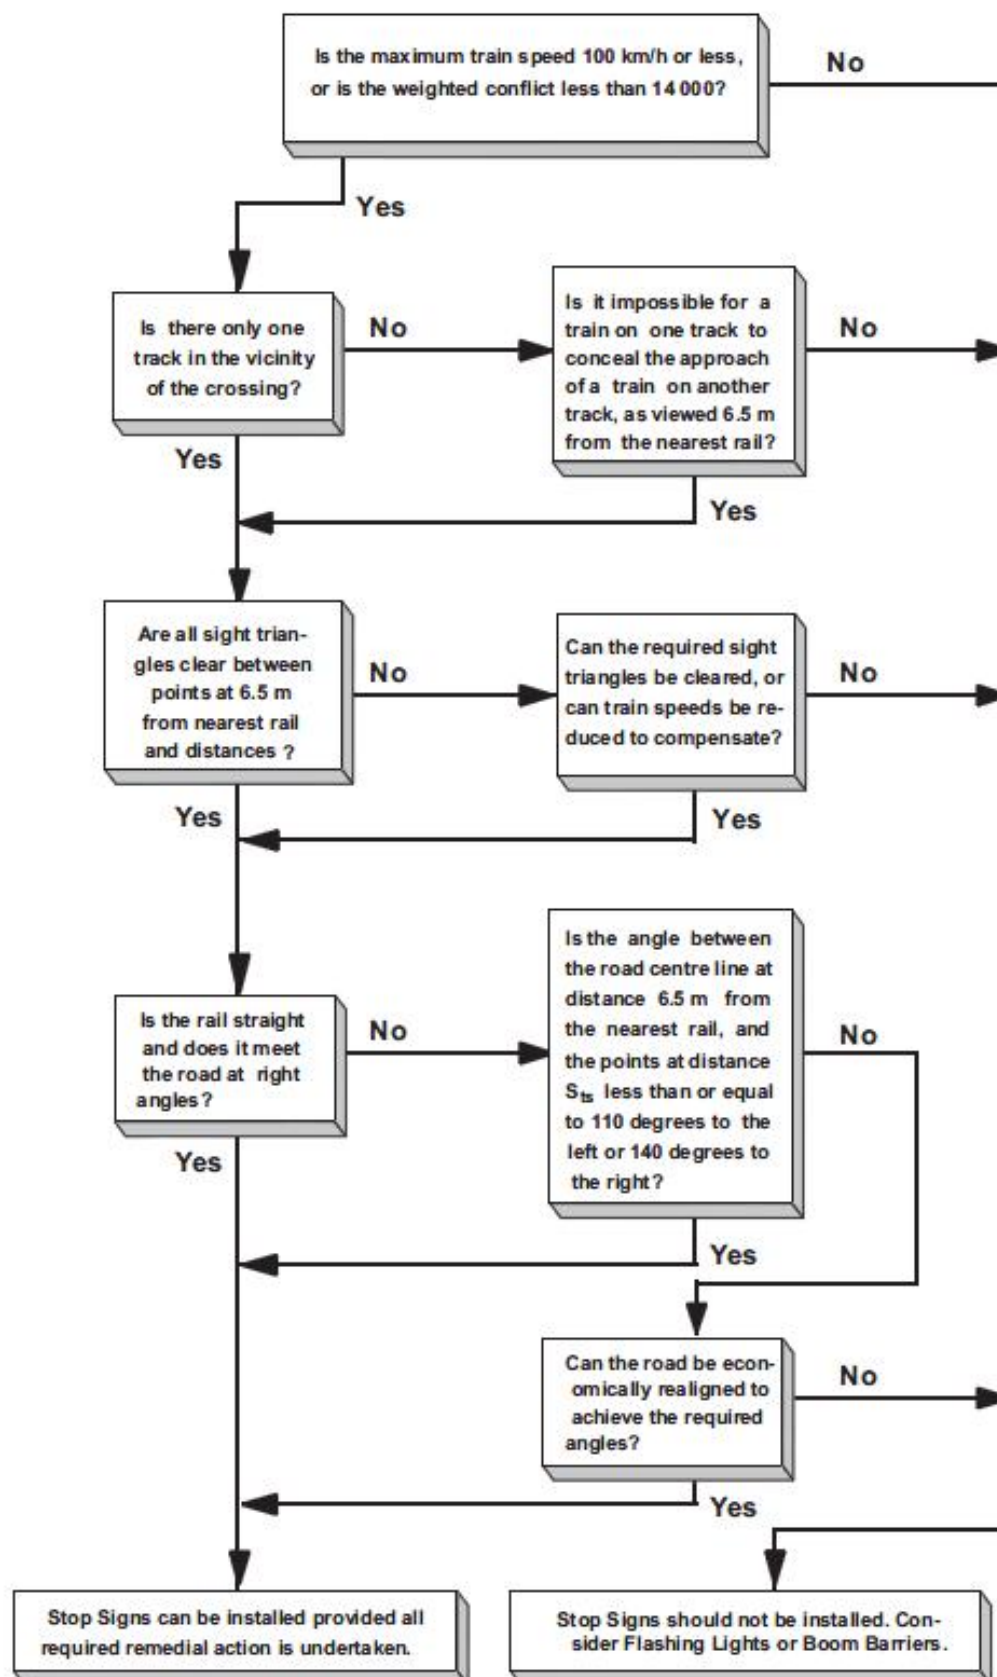 Is the maximum train speed 100 km/h or less,
or is the weighted conflict less than 14 000?
No
Yes
Is there only one
track in the vicinity
of the crossing?
No
Is it impossible for a
train on one track to
conceal the approach
of a train on another
track, as viewed 6.5 m
from the nearest rail?
No
Yes
Yes
Are all sight trian-
gles clear between
points at 6.5 m
from nearest rail
and distances ?
No
Can the required sight
triangles be cleared, or
can train speeds be re-
duced to compensate?
No
Yes
Yes
Is the rail straight
and does it meet
the road at right
angles?
No
Is the angle between
the road centre line at
distance 6.5 m from
the nearest rail, and
the points at distance
Sts less than or equal
to 110 degrees to the
left or 140 degrees to
the right?
No
Yes
Yes
Can the road be econ-
omically realigned to
achieve the required
angles?
No
Yes
Stop Signs can be installed provided all
required remedial action is undertaken.
Stop Signs should not be installed. Con-
sider Flashing Lights or Boom Barriers.